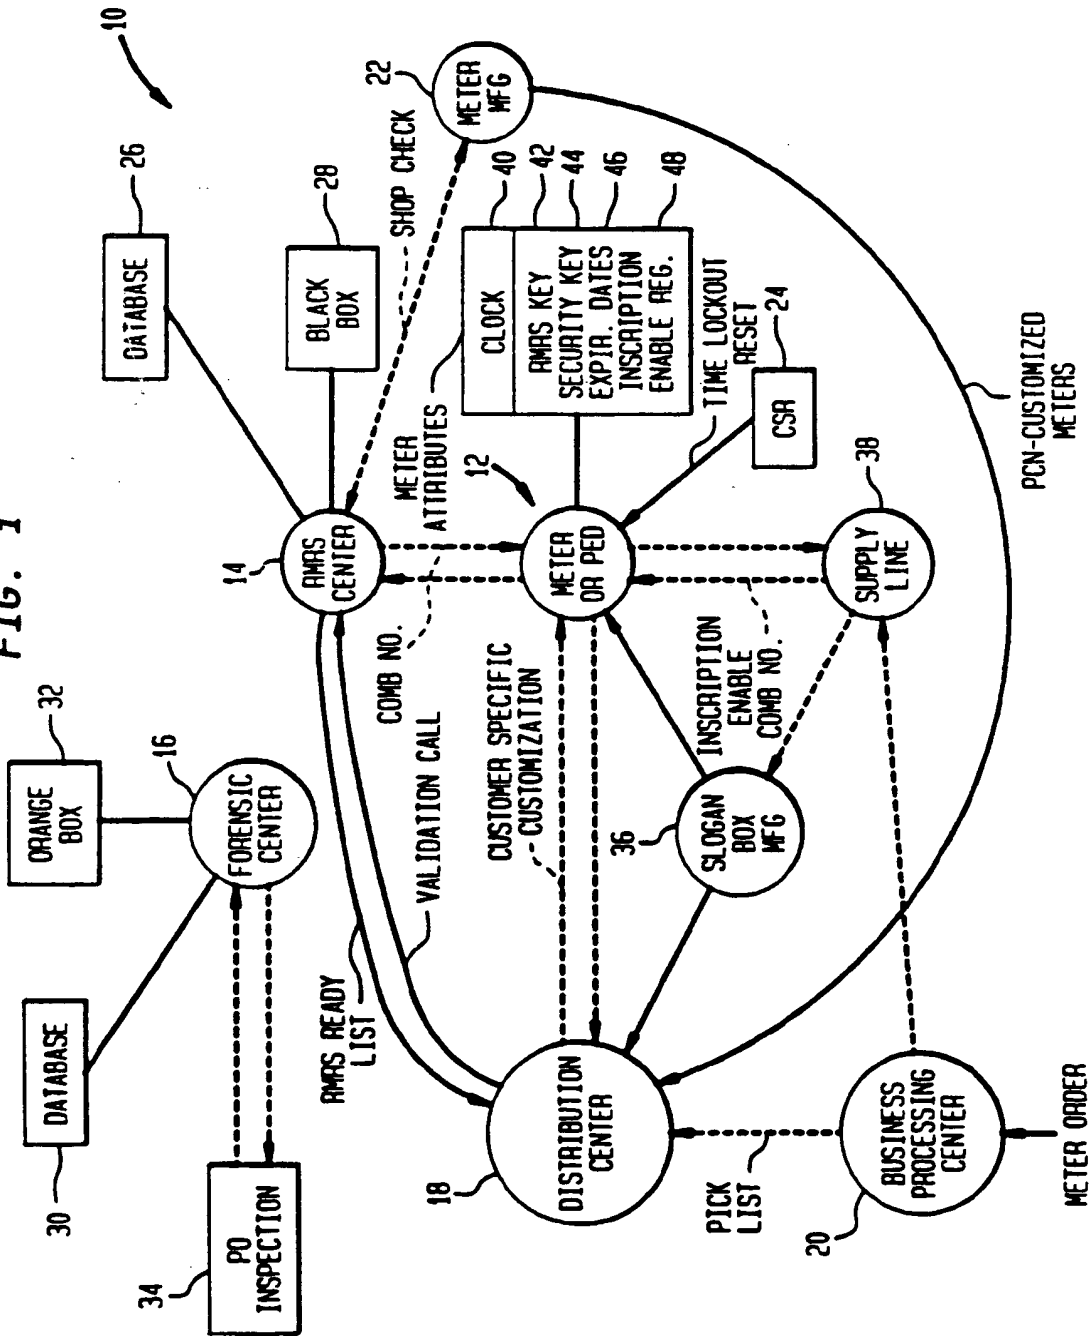 FIG. 1
10
26
DATABASE
28
BLACK
BOX
SHOP CHECK
22
METER
MFG
14
RMRS
CENTER
METER
ATTRIBUTES
CLOCK
40
RMRS KEY
42
SECURITY KEY
44
EXPIR. DATES
46
INSCRIPTION
ENABLE REG.
48
COMB NO.
12
METER
OR PED
TIME LOCKOUT
RESET
24
CSR
32
ORANGE
BOX
16
FORENSIC
CENTER
30
DATABASE
34
PO
INSPECTION
RMRS READY
LIST
VALIDATION CALL
CUSTOMER SPECIFIC
CUSTOMIZATION
INSCRIPTION
ENABLE
COMB NO.
38
SUPPLY
LINE
36
SLOGAN
BOX
MFG
18
DISTRIBUTION
CENTER
PICK
LIST
20
BUSINESS
PROCESSING
CENTER
METER ORDER
PCN-CUSTOMIZED
METERS